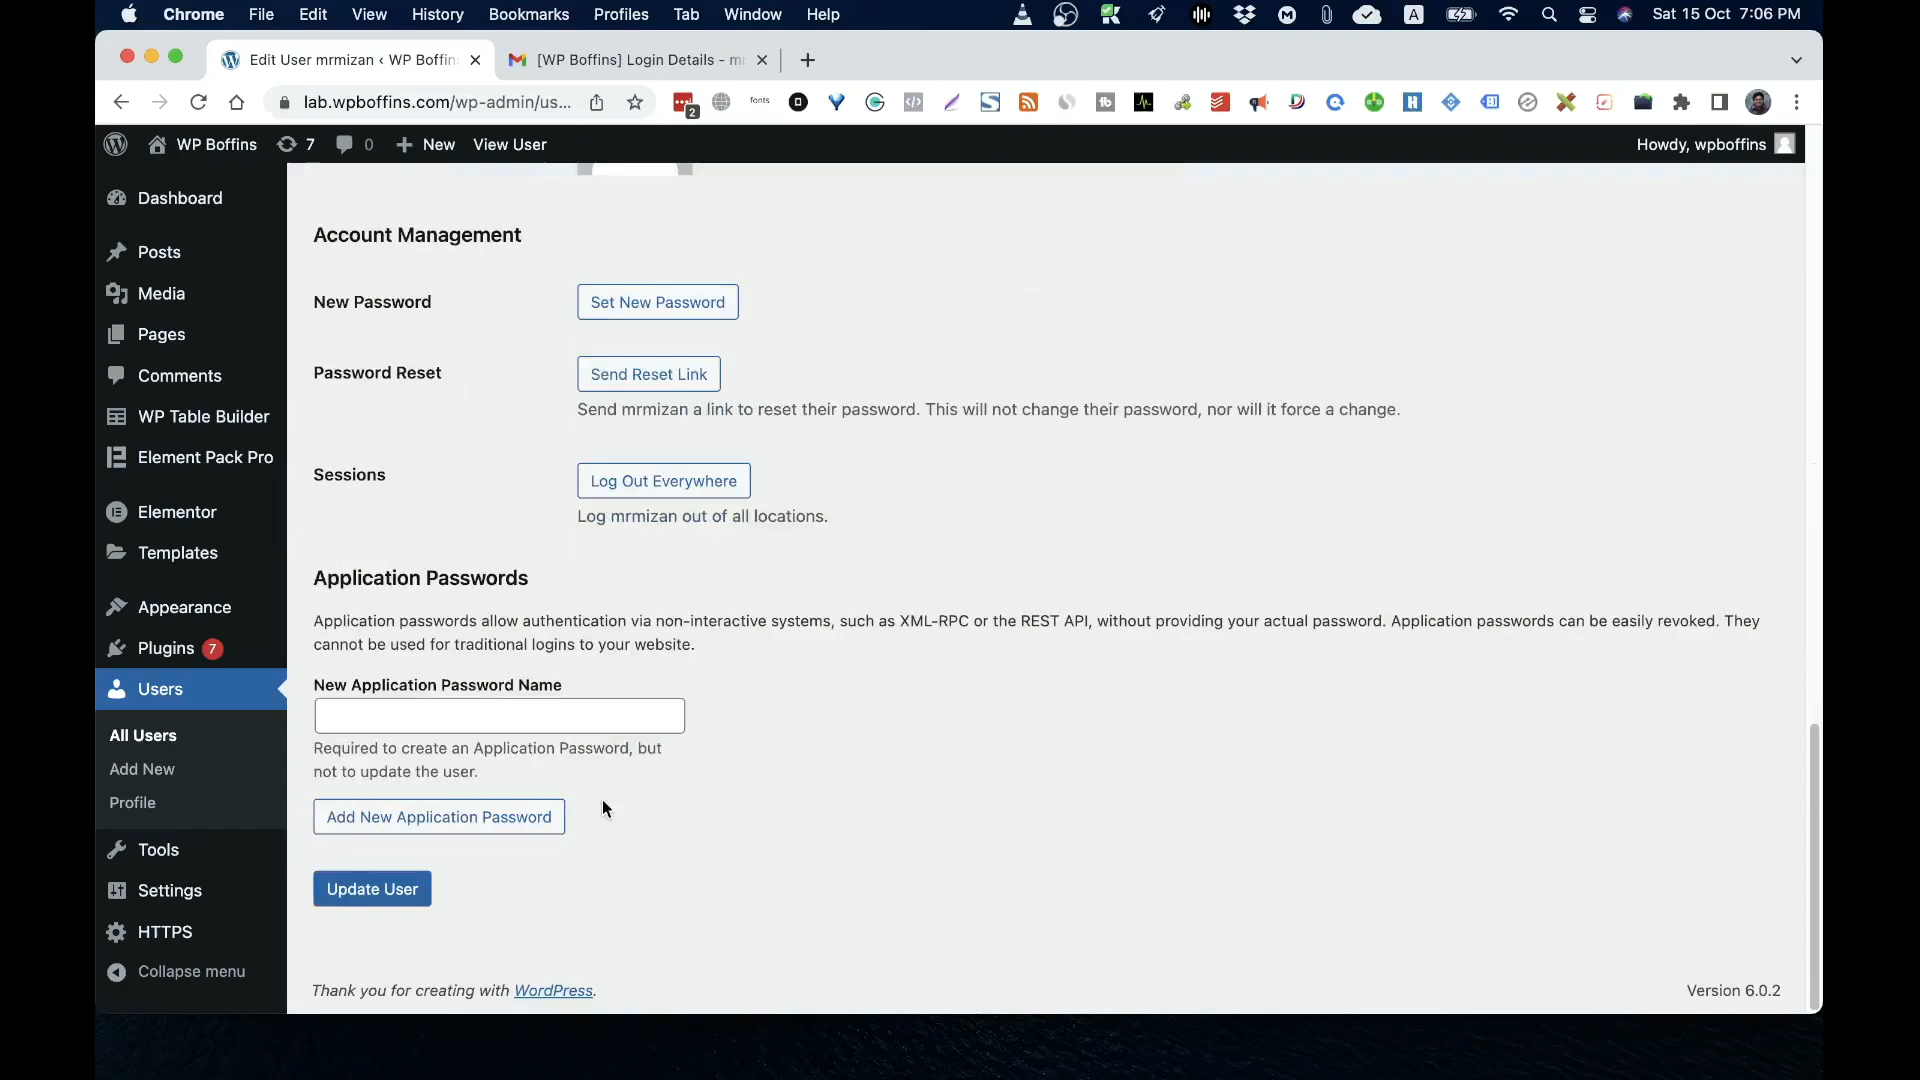 Chrome File Edit View History Bookmarks Profiles Tab Window Help A Sat 15 Oct 7:06 PM
Edit User mrmizan ‹ WP Boffin [WP Boffins] Login Details - mr
lab.wpboffins.com/wp-admin/us... 2 fonts
WP Boffins 7 0 New View User Howdy, wpboffins
Dashboard
Posts
Media
Pages
Comments
WP Table Builder
Element Pack Pro
Elementor
Templates
Appearance
Plugins 7
Users
All Users
Add New
Profile
Tools
Settings
HTTPS
Collapse menu
Account Management
New Password Set New Password
Password Reset Send Reset Link
Send mrmizan a link to reset their password. This will not change their password, nor will it force a change.
Sessions Log Out Everywhere
Log mrmizan out of all locations.
Application Passwords
Application passwords allow authentication via non-interactive systems, such as XML-RPC or the REST API, without providing your actual password. Application passwords can be easily revoked. They
cannot be used for traditional logins to your website.
New Application Password Name
Required to create an Application Password, but
not to update the user.
Add New Application Password
Update User
Thank you for creating with WordPress. Version 6.0.2